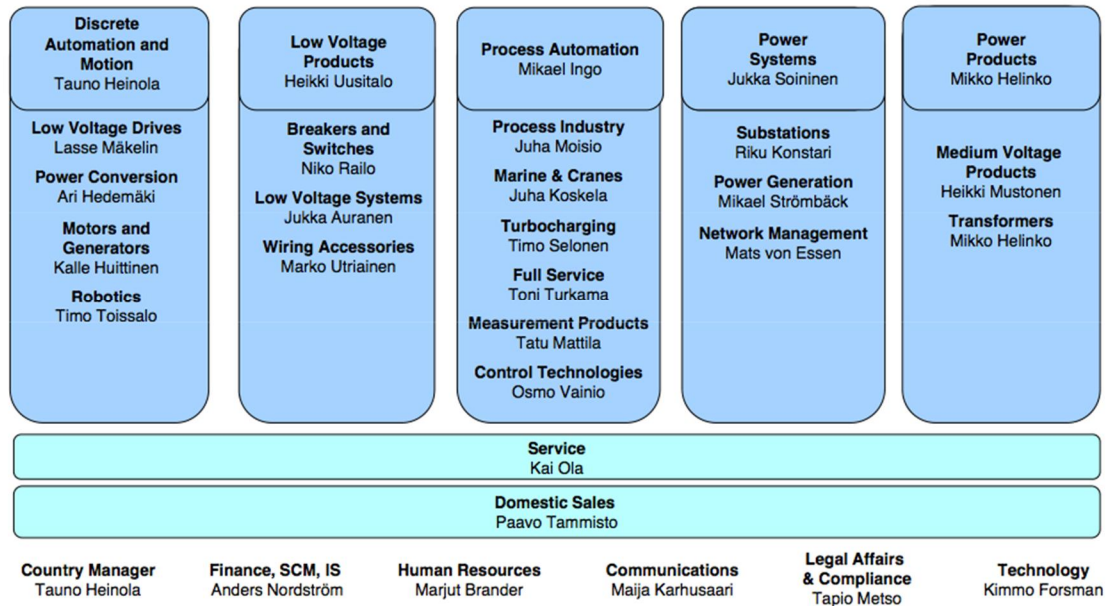 Discrete
Automation and
Motion
Tauno Heinola
Low Voltage Drives
Lasse Mäkelin
Power Conversion
Ari Hedemäki
Motors and
Generators
Kalle Huittinen
Robotics
Timo Toissalo
Low Voltage
Products
Heikki Uusitalo
Breakers and
Switches
Niko Railo
Low Voltage Systems
Jukka Auranen
Wiring Accessories
Marko Utriainen
Process Automation
Mikael Ingo
Process Industry
Juha Moisio
Marine & Cranes
Juha Koskela
Turbocharging
Timo Selonen
Full Service
Toni Turkama
Measurement Products
Tatu Mattila
Control Technologies
Osmo Vainio
Power
Systems
Jukka Soininen
Substations
Riku Konstari
Power Generation
Mikael Strömbäck
Network Management
Mats von Essen
Power
Products
Mikko Helinko
Medium Voltage
Products
Heikki Mustonen
Transformers
Mikko Helinko
Service
Kai Ola
Domestic Sales
Paavo Tammisto
Country Manager
Tauno Heinola
Finance, SCM, IS
Anders Nordström
Human Resources
Marjut Brander
Communications
Maija Karhusaari
Legal Affairs
& Compliance
Tapio Metso
Technology
Kimmo Forsman